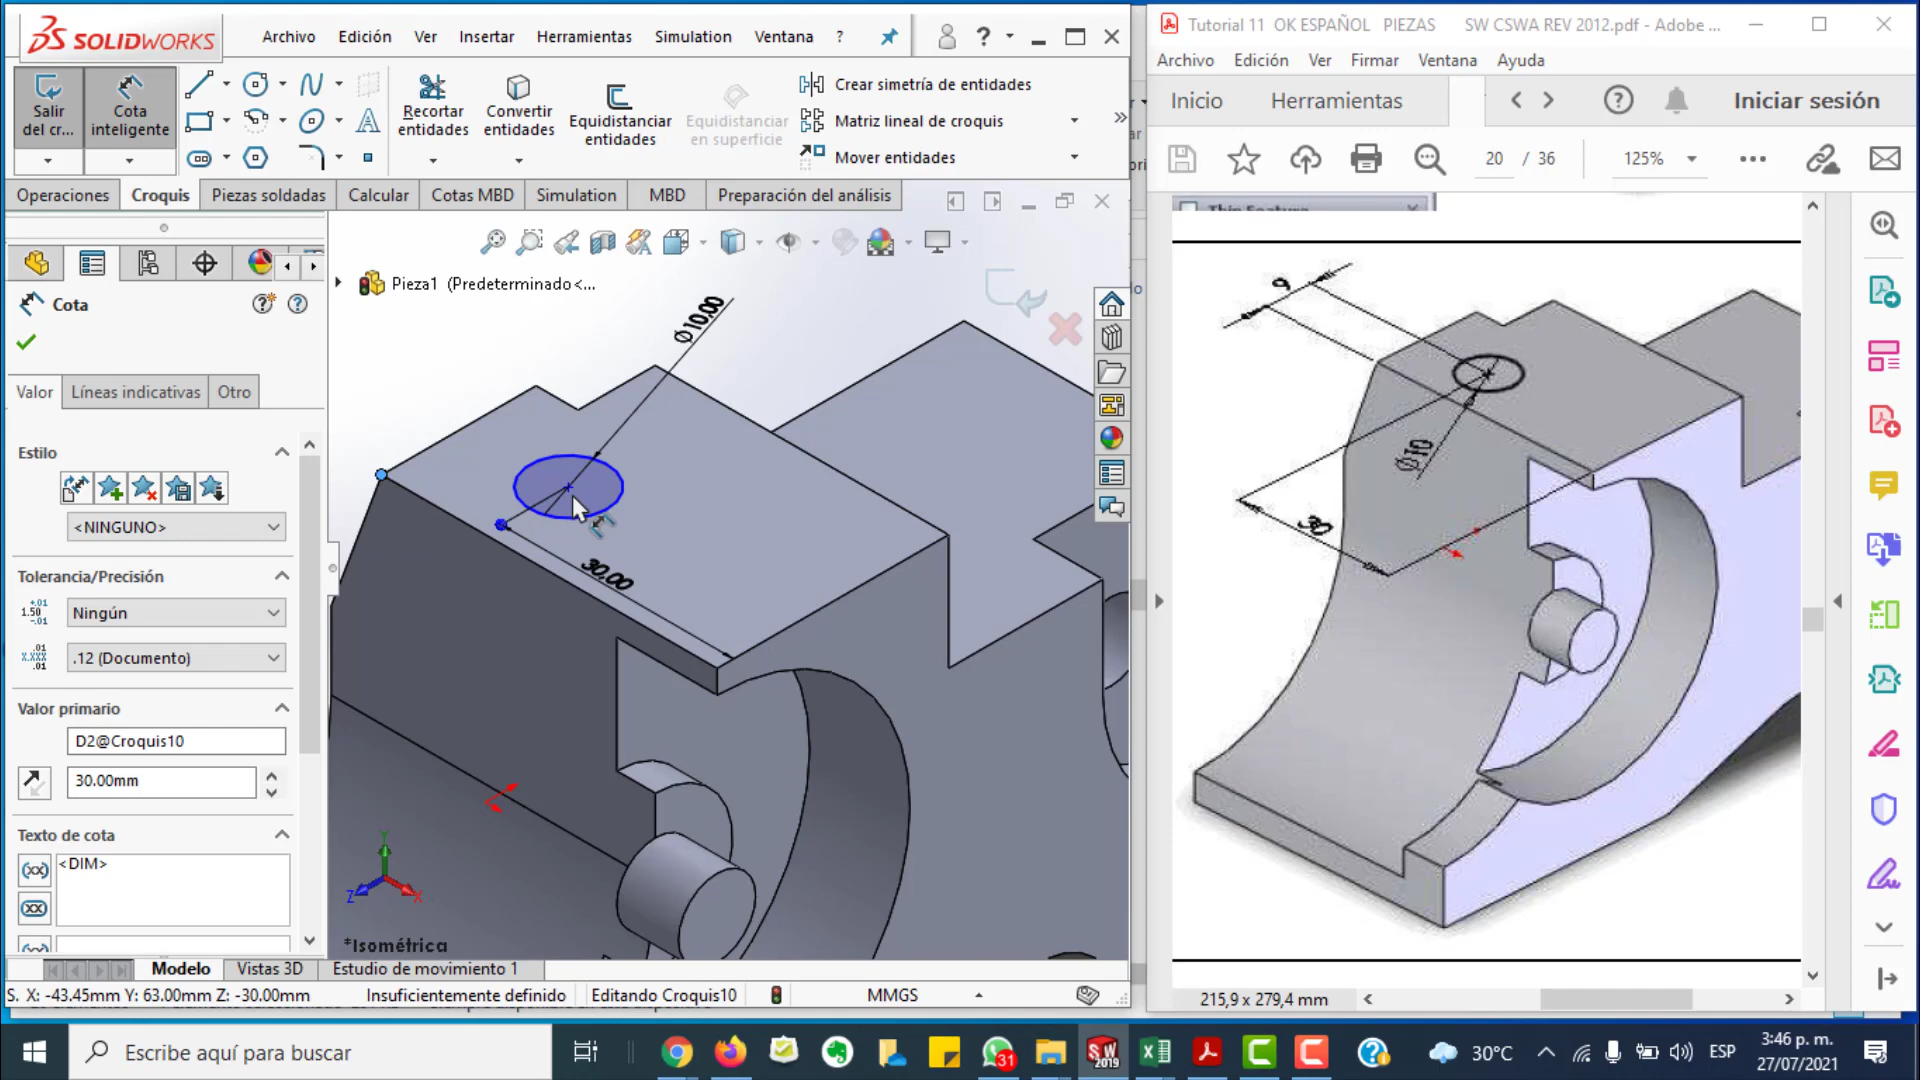 SOLIDWORKS
Archivo Edición Ver Insertar Herramientas Simulation Ventana ?
Salir del cr...
Cota inteligente
Recortar entidades
Convertir entidades
Equidistanciar entidades
Equidistanciar en superficie
Crear simetría de entidades
Matriz lineal de croquis
Mover entidades
Operaciones Croquis Piezas soldadas Calcular Cotas MBD Simulation MBD Preparación del análisis
Pieza1 (Predeterminado<...
Cota
Valor Líneas indicativas Otro
Estilo
<NINGUNO>
Tolerancia/Precisión
Ningún
.12 (Documento)
Valor primario
D2@Croquis10
30.00mm
Texto de cota
<DIM>
Ø10,00
30,00
Y
Z
X
*Isométrica
Modelo Vistas 3D Estudio de movimiento 1
S. X: -43.45mm Y: 63.00mm Z: -30.00mm Insuficientemente definido Editando Croquis10 MMGS
Tutorial 11 OK ESPAÑOL PIEZAS SW CSWA REV 2012.pdf - Adobe ...
Archivo Edición Ver Firmar Ventana Ayuda
Inicio Herramientas Iniciar sesión
20 / 36 125%
9
Ø10
30
215,9 x 279,4 mm
Escribe aquí para buscar
31
SW 2019
30°C
ESP
3:46 p. m.
27/07/2021